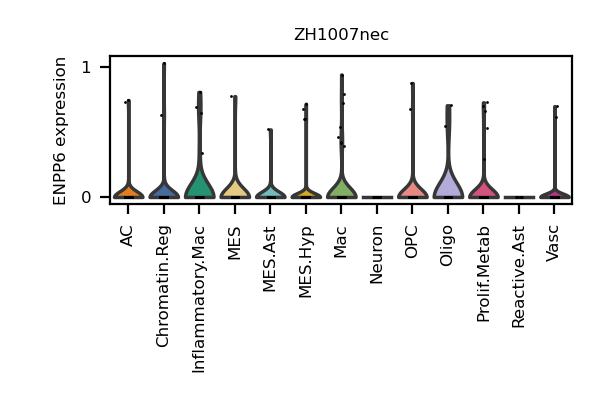 ZH1007nec
ENPP6 expression
1
0
AC
Chromatin.Reg
Inflammatory.Mac
MES
MES.Ast
MES.Hyp
Mac
Neuron
OPC
Oligo
Prolif.Metab
Reactive.Ast
Vasc